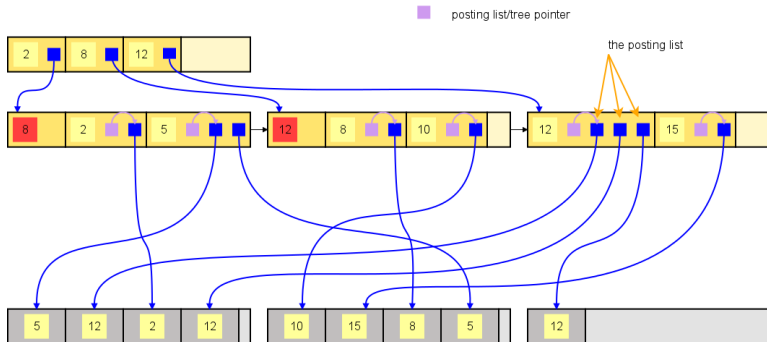 posting list/tree pointer
2 8 12
the posting list
8 2 5 12 8 10 12 15
5 12 2 12 10 15 8 5 12